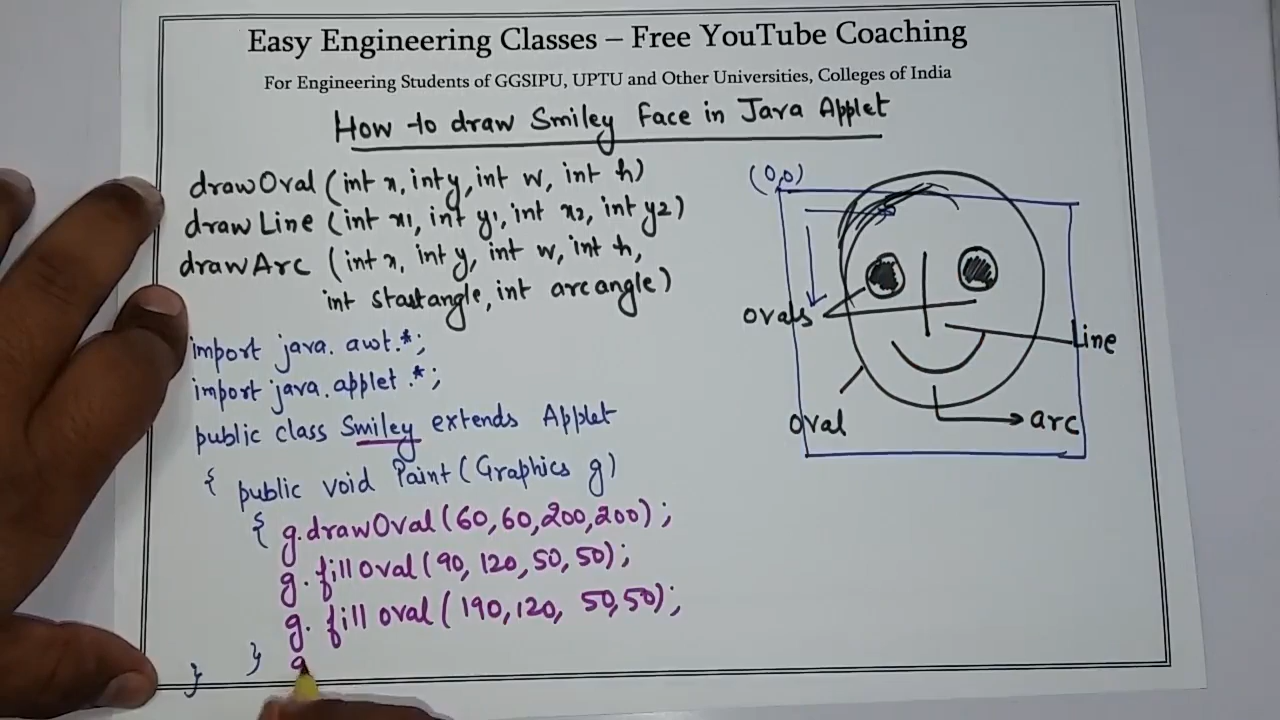 Easy Engineering Classes – Free YouTube Coaching
For Engineering Students of GGSIPU, UPTU and Other Universities, Colleges of India
How to draw Smiley Face in Java Applet
drawOval (int x, int y, int w, int h)
drawLine (int x1, int y1, int x2, int y2)
drawArc (int x, int y, int w, int h,
int startangle, int arcangle)
import java.awt.*;
import java.applet.*;
public class Smiley extends Applet
{ public void Paint (Graphics g)
{ g.drawOval (60,60,200,200);
g. fillOval (90, 120, 50, 50);
g. fill oval ( 190,120, 50,50);
} g
}
(0,0)
ovals
Line
oval
arc